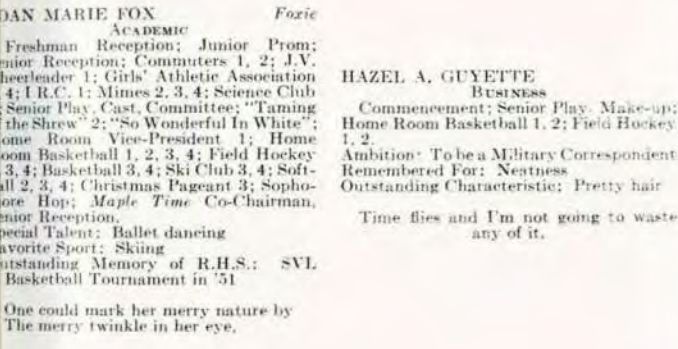 OAN MARIE FOX Foxie
ACADEMIC
Freshman Reception; Junior Prom;
enior Reception; Commuters 1, 2; J.V.
heerleader 1; Girls' Athletic Association
4; I R.C. 1; Mimes 2, 3, 4; Science Club
; Senior Play, Cast, Committee; "Taming
the Shrew" 2; "So Wonderful In White";
ome Room Vice-President 1; Home
oom Basketball 1, 2, 3, 4; Field Hockey
3, 4; Basketball 3, 4; Ski Club 3, 4; Soft-
all 2, 3, 4; Christmas Pageant 3; Sopho-
ore Hop; Maple Time Co-Chairman,
enior Reception.
pecial Talent: Ballet dancing
avorite Sport: Skiing
utstanding Memory of R.H.S.: SVL
Basketball Tournament in '51
One could mark her merry nature by
The merry twinkle in her eye.
HAZEL A. GUYETTE
BUSINESS
Commencement; Senior Play, Make-up;
Home Room Basketball 1, 2; Field Hockey
1, 2.
Ambition: To be a Military Correspondent
Remembered For: Neatness
Outstanding Characteristic: Pretty hair
Time flies and I'm not going to waste
any of it.